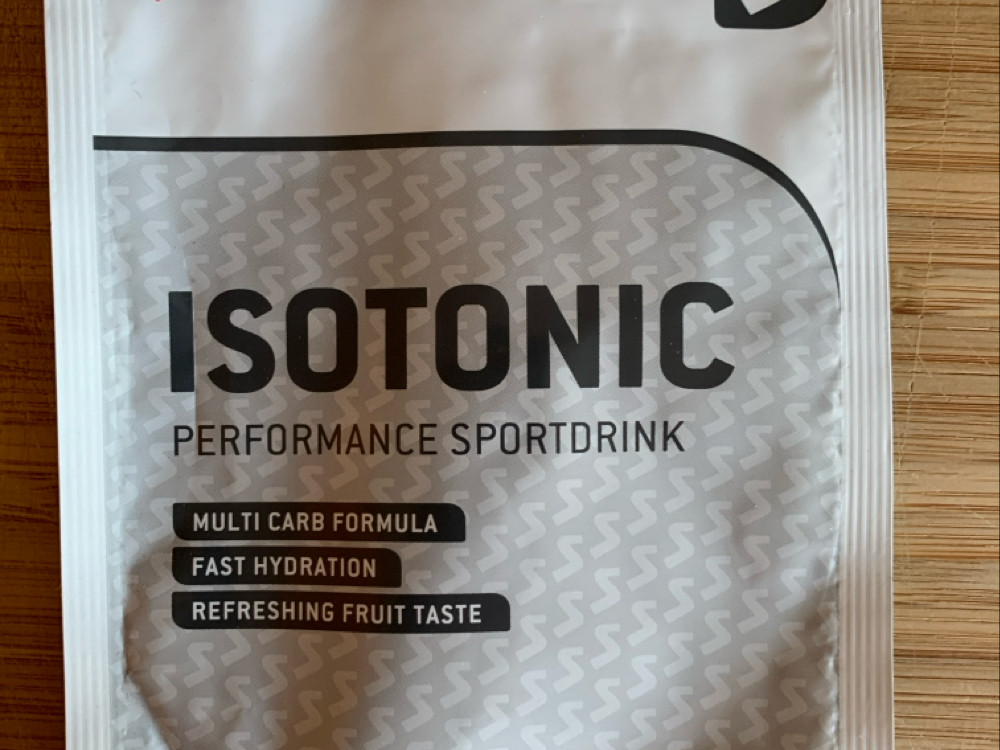 ISOTONIC
PERFORMANCE SPORTDRINK
MULTI CARB FORMULA
FAST HYDRATION
REFRESHING FRUIT TASTE